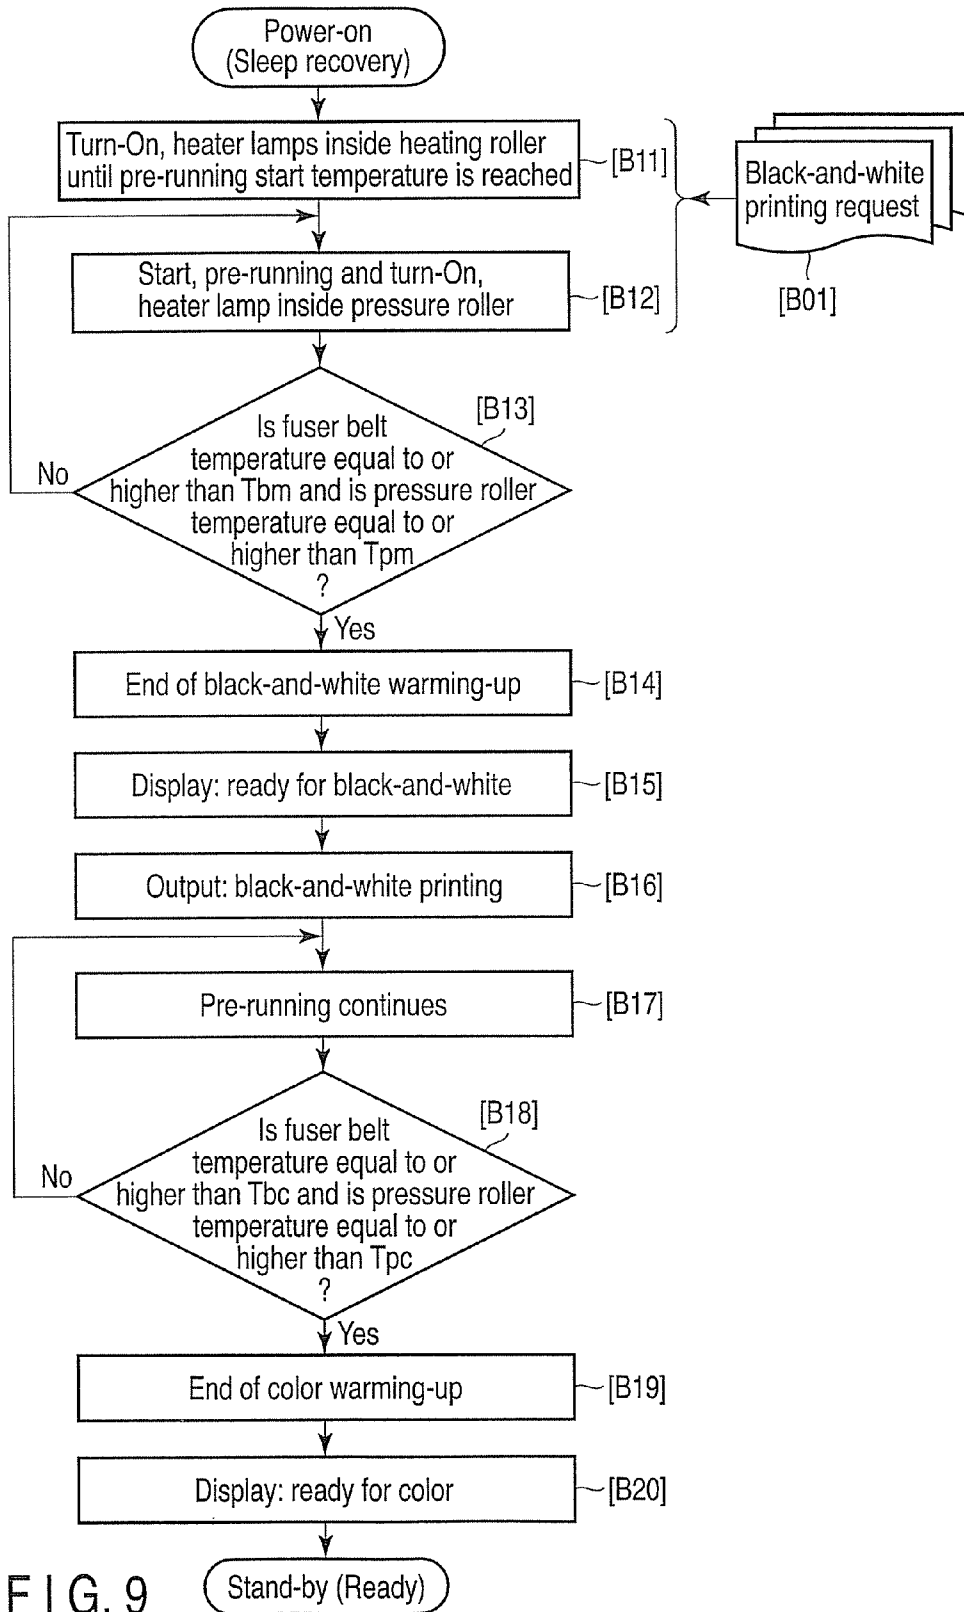 Power-on
(Sleep recovery)
Turn-On, heater lamps inside heating roller
until pre-running start temperature is reached
[B11]
Black-and-white
printing request
[B01]
Start, pre-running and turn-On,
heater lamp inside pressure roller
[B12]
[B13]
Is fuser belt
temperature equal to or
higher than Tbm and is pressure roller
temperature equal to or
higher than Tpm
?
No
Yes
End of black-and-white warming-up
[B14]
Display: ready for black-and-white
[B15]
Output: black-and-white printing
[B16]
Pre-running continues
[B17]
[B18]
Is fuser belt
temperature equal to or
higher than Tbc and is pressure roller
temperature equal to or
higher than Tpc
?
No
Yes
End of color warming-up
[B19]
Display: ready for color
[B20]
Stand-by (Ready)
FIG. 9